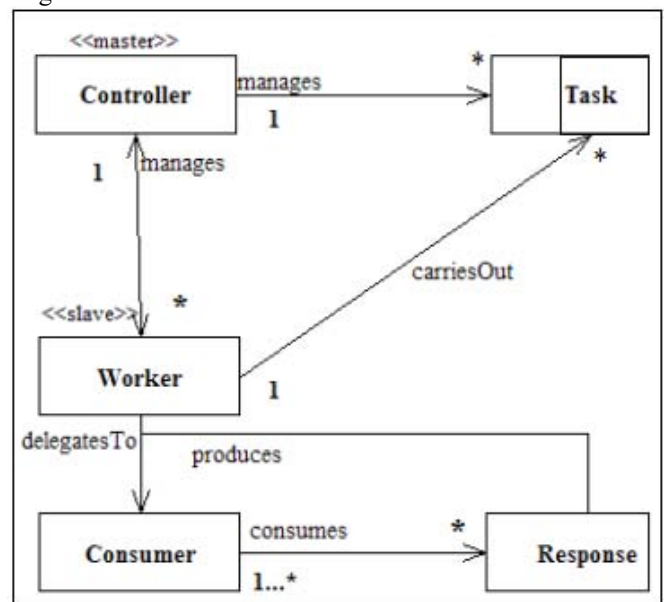 <<master>>
Controller
manages
*
Task
1
*
1
manages
carriesOut
<<slave>>
*
Worker
1
delegatesTo
produces
Consumer
consumes
*
Response
1...*